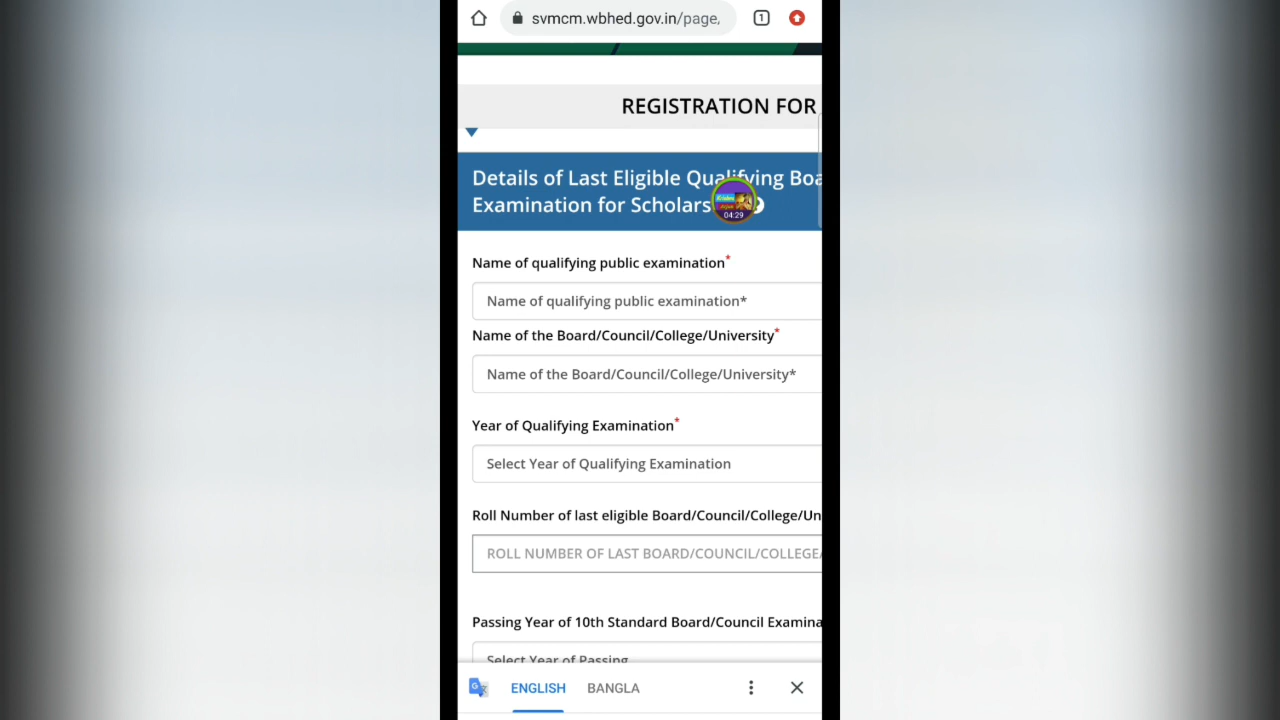 svmcm.wbhed.gov.in/page,
1
REGISTRATION FOR
Details of Last Eligible Qualifying Boa
Examination for Scholars
04:29
Name of qualifying public examination*
Name of qualifying public examination*
Name of the Board/Council/College/University*
Name of the Board/Council/College/University*
Year of Qualifying Examination*
Select Year of Qualifying Examination
Roll Number of last eligible Board/Council/College/Un
ROLL NUMBER OF LAST BOARD/COUNCIL/COLLEGE/
Passing Year of 10th Standard Board/Council Examina
Select Year of Passing
ENGLISH BANGLA